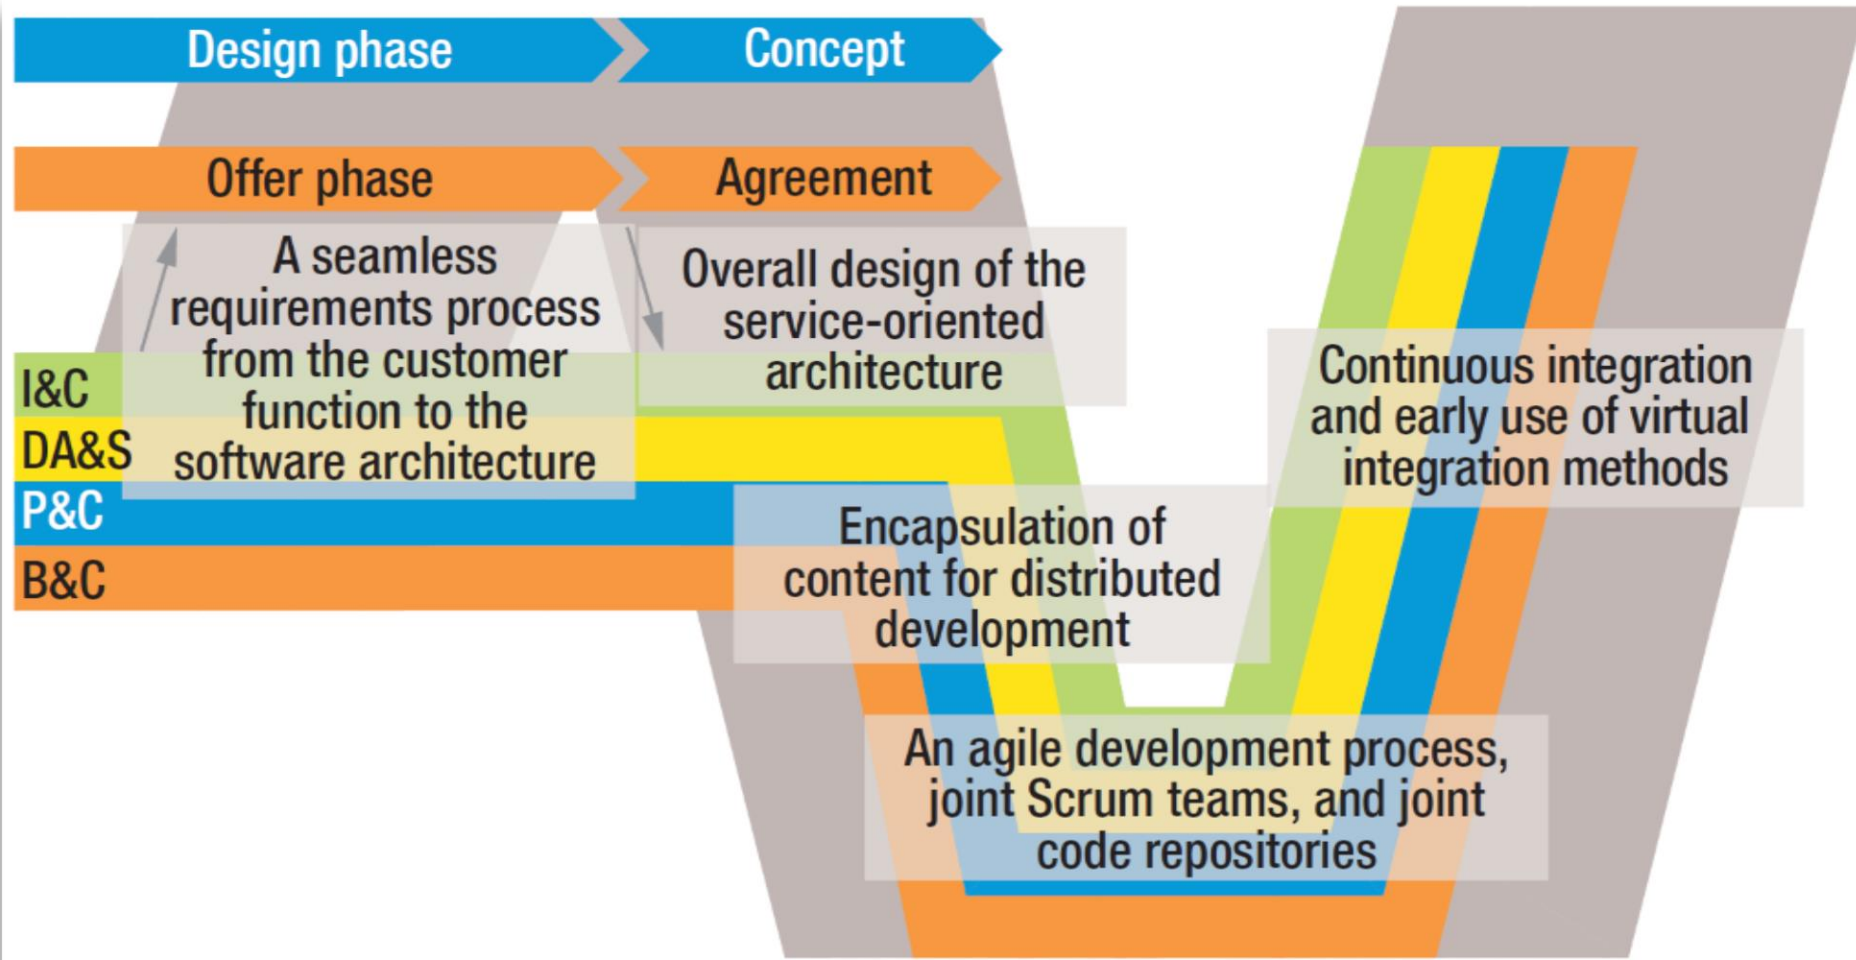 Design phase
Concept
Offer phase
Agreement
A seamless
requirements process
from the customer
function to the
software architecture
Overall design of the
service-oriented
architecture
I&C
DA&S
P&C
B&C
Continuous integration
and early use of virtual
integration methods
Encapsulation of
content for distributed
development
An agile development process,
joint Scrum teams, and joint
code repositories